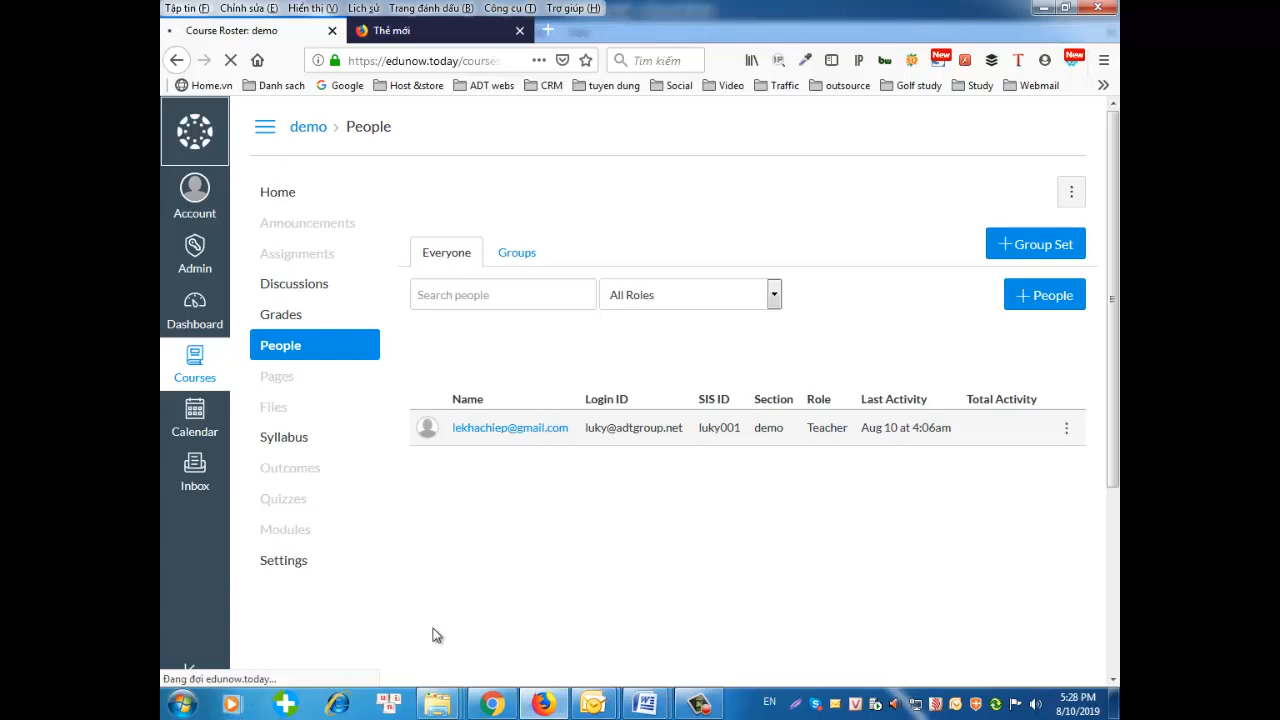 Tập tin (F) Chỉnh sửa (E) Hiển thị (V) Lịch sử Trang đánh dấu (B) Công cụ (T) Trợ giúp (H)
Course Roster: demo
Thẻ mới
edunow.today/courses
Tìm kiếm
IP
bw
New
T
New
Home.vn Danh sach Google Host &store ADT webs CRM tuyen dung Social Video Traffic outsource Golf study Study Webmail
demo › People
Account
Admin
Dashboard
Courses
Calendar
Inbox
Home
Announcements
Assignments
Discussions
Grades
People
Pages
Files
Syllabus
Outcomes
Quizzes
Modules
Settings
Everyone Groups
+ Group Set
Search people
All Roles
+ People
Name Login ID SIS ID Section Role Last Activity Total Activity
lekhachiep@gmail.com luky@adtgroup.net luky001 demo Teacher Aug 10 at 4:06am
Đang đợi edunow.today...
EN
5:28 PM
8/10/2019